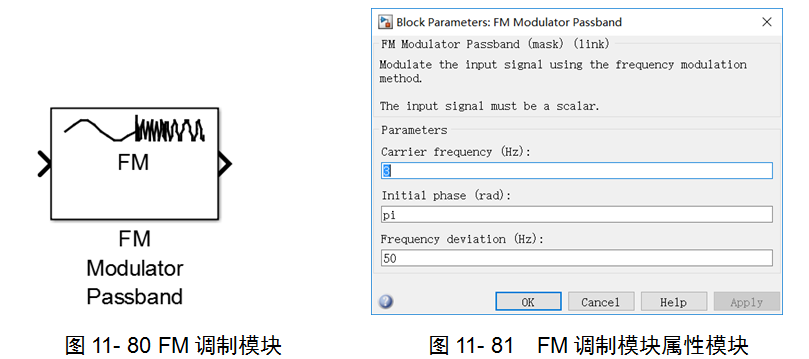 FM
FM
Modulator
Passband
图 11- 80 FM 调制模块
Block Parameters: FM Modulator Passband
FM Modulator Passband (mask) (link)
Modulate the input signal using the frequency modulation
method.
The input signal must be a scalar.
Parameters
Carrier frequency (Hz):
3
Initial phase (rad):
pi
Frequency deviation (Hz):
50
OK
Cancel
Help
Apply
图 11- 81 FM 调制模块属性模块